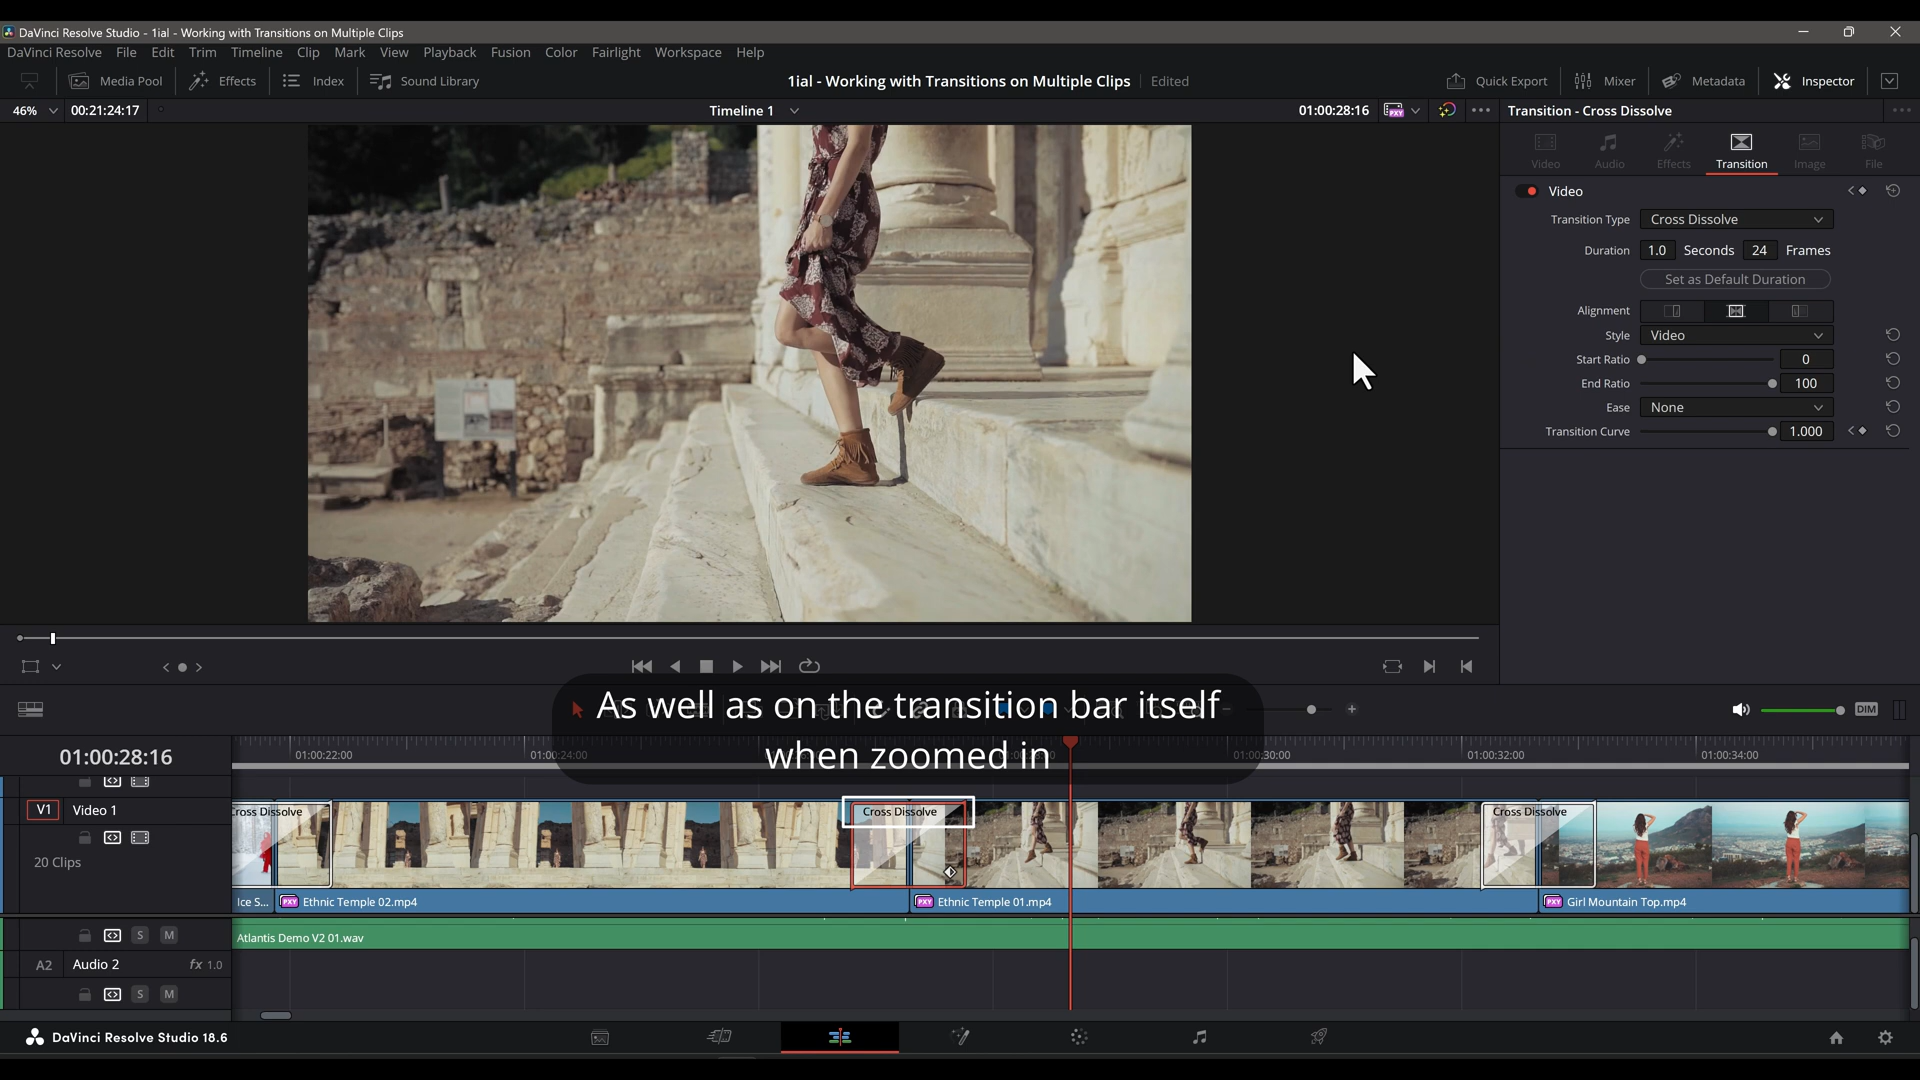 DaVinci Resolve Studio - 1ial - Working with Transitions on Multiple Clips
DaVinci Resolve File Edit Trim Timeline Clip Mark View Playback Fusion Color Fairlight Workspace Help
Media Pool Effects Index Sound Library 1ial - Working with Transitions on Multiple Clips Edited Quick Export Mixer Metadata Inspector
46% 00:21:24:17 Timeline 1 01:00:28:16 PXY Transition - Cross Dissolve
Video Audio Effects Transition Image File
Video
Transition Type Cross Dissolve
Duration 1.0 Seconds 24 Frames
Set as Default Duration
Alignment
Style Video
Start Ratio 0
End Ratio 100
Ease None
Transition Curve 1.000
As well as on the transition bar itself
when zoomed in
DIM
01:00:28:16 01:00:22:00 01:00:24:00 01:00:30:00 01:00:32:00 01:00:34:00
V1 Video 1 Cross Dissolve Cross Dissolve Cross Dissolve
20 Clips
Ice S... PXY Ethnic Temple 02.mp4 PXY Ethnic Temple 01.mp4 PXY Girl Mountain Top.mp4
S M Atlantis Demo V2 01.wav
A2 Audio 2 fx 1.0
S M
DaVinci Resolve Studio 18.6